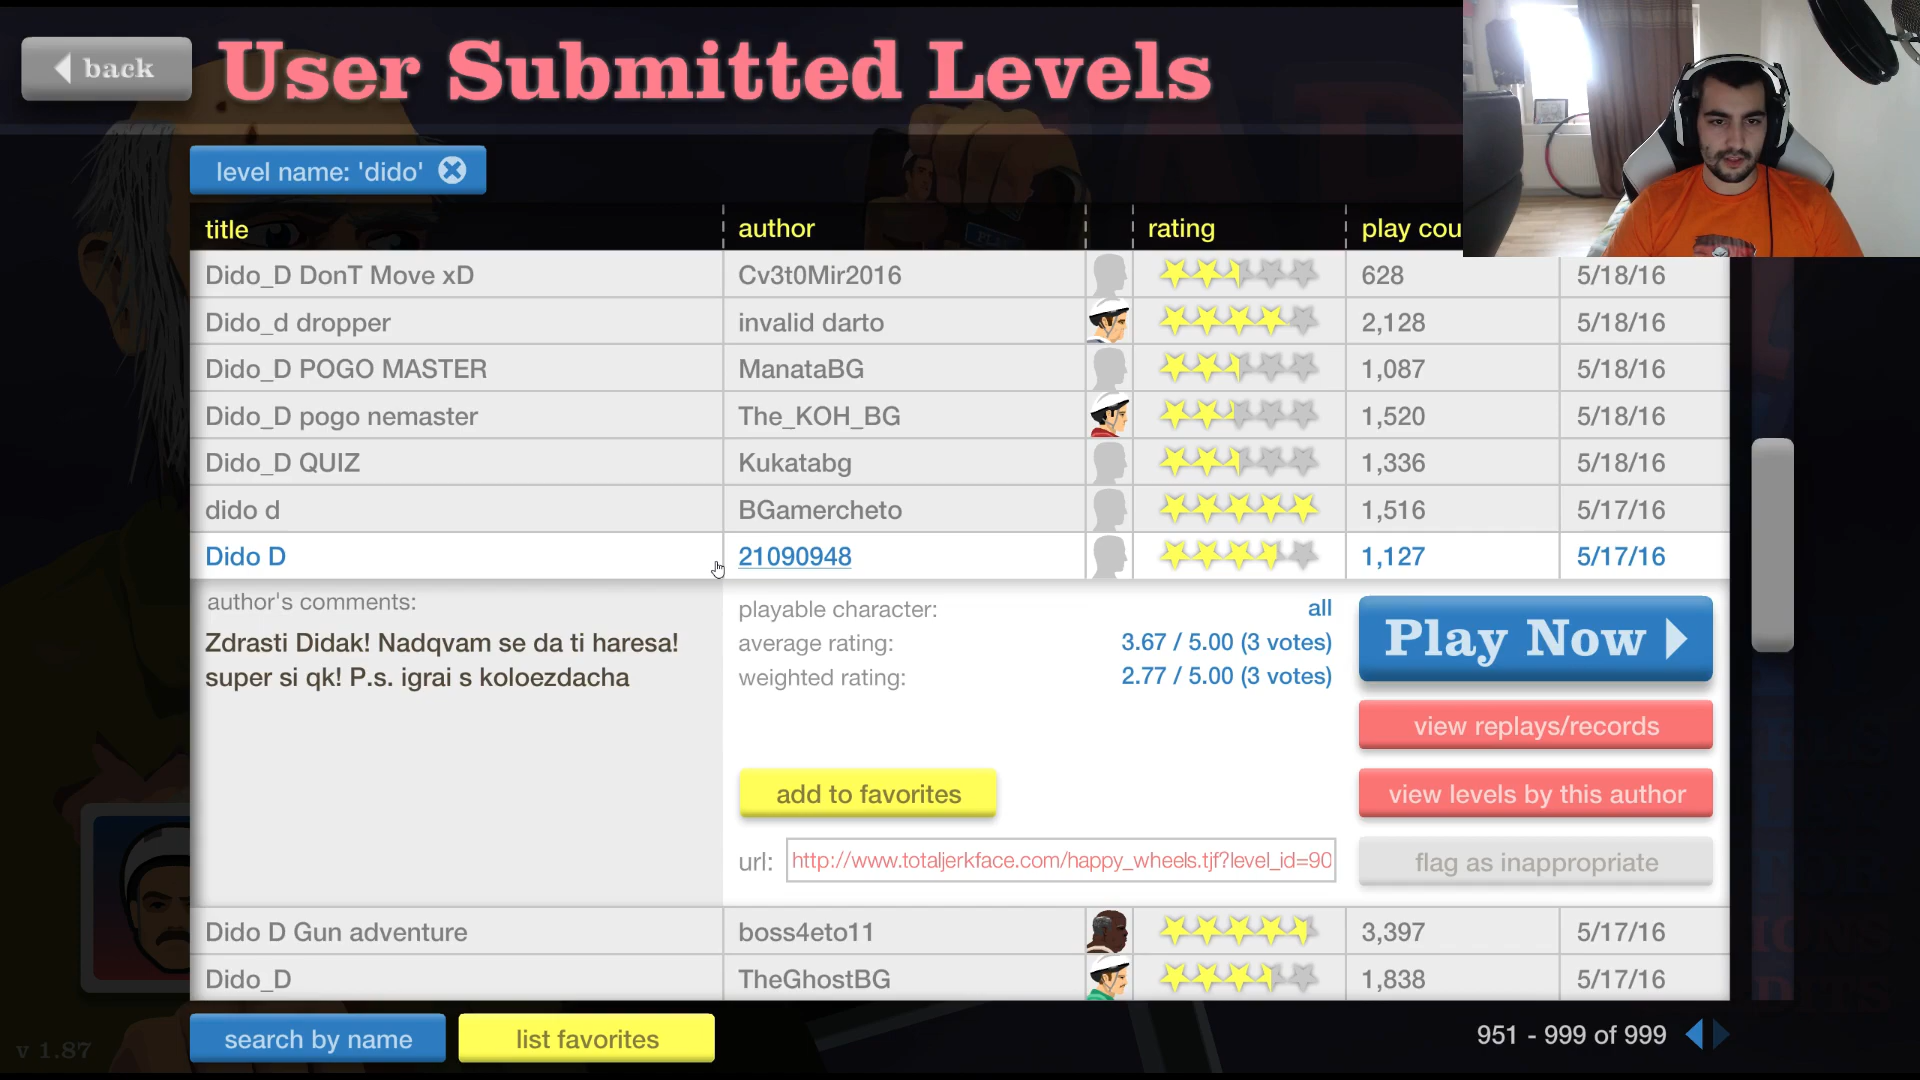 back
User Submitted Levels
level name: 'dido'
title author rating play cou
Dido_D DonT Move xD Cv3t0Mir2016 628 5/18/16
Dido_d dropper invalid darto 2,128 5/18/16
Dido_D POGO MASTER ManataBG 1,087 5/18/16
Dido_D pogo nemaster The_KOH_BG 1,520 5/18/16
Dido_D QUIZ Kukatabg 1,336 5/18/16
dido d BGamercheto 1,516 5/17/16
Dido D 21090948 1,127 5/17/16
author's comments:
Zdrasti Didak! Nadqvam se da ti haresa!
super si qk! P.s. igrai s koloezdacha
playable character: all
average rating: 3.67 / 5.00 (3 votes)
weighted rating: 2.77 / 5.00 (3 votes)
add to favorites
url: http://www.totaljerkface.com/happy_wheels.tjf?level_id=90
Play Now
view replays/records
view levels by this author
flag as inappropriate
Dido D Gun adventure boss4eto11 3,397 5/17/16
Dido_D TheGhostBG 1,838 5/17/16
search by name
list favorites
951 - 999 of 999
v 1.87